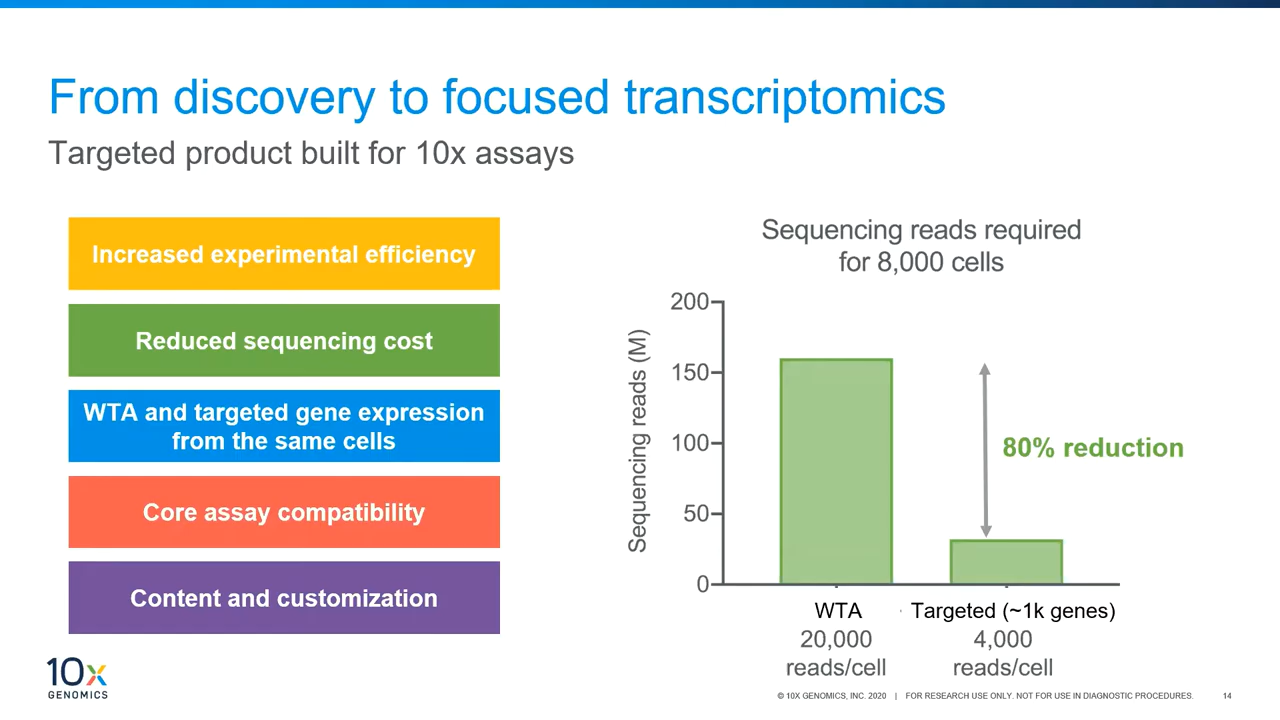 From discovery to focused transcriptomics
Targeted product built for 10x assays
Increased experimental efficiency
Reduced sequencing cost
WTA and targeted gene expression
from the same cells
Core assay compatibility
Content and customization
Sequencing reads required
for 8,000 cells
Sequencing reads (M)
200
150
100
50
0
80% reduction
WTA
20,000
reads/cell
Targeted (~1k genes)
4,000
reads/cell
10x
GENOMICS
© 10X GENOMICS, INC. 2020 | FOR RESEARCH USE ONLY. NOT FOR USE IN DIAGNOSTIC PROCEDURES. 14